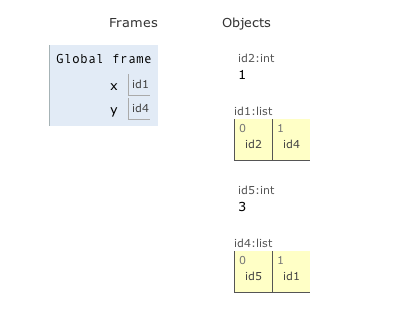 Frames
Objects
Global frame
x id1
y id4
id2:int
1
id1:list
0 1
id2 id4
id5:int
3
id4:list
0 1
id5 id1